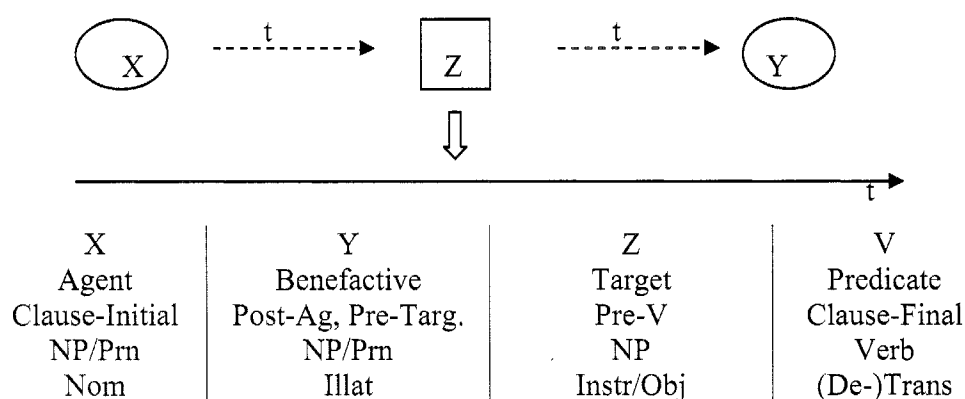 X t Z t Y
t
X Y Z V
Agent Benefactive Target Predicate
Clause-Initial Post-Ag, Pre-Targ. Pre-V Clause-Final
NP/Prn NP/Prn NP Verb
Nom Illat Instr/Obj (De-)Trans